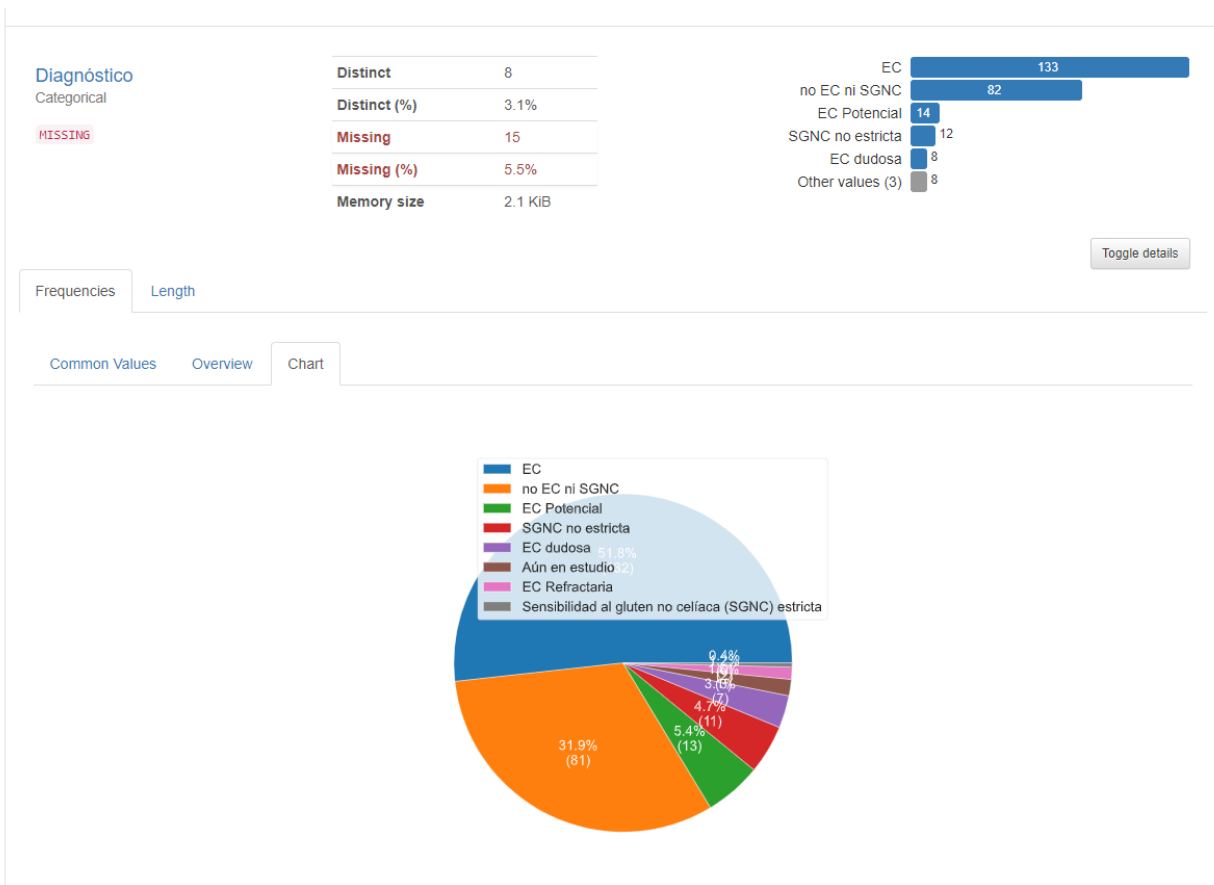 Diagnóstico
Categorical
MISSING
Distinct 8
Distinct (%) 3.1%
Missing 15
Missing (%) 5.5%
Memory size 2.1 KiB
EC 133
no EC ni SGNC 82
EC Potencial 14
SGNC no estricta 12
EC dudosa 8
Other values (3) 8
Toggle details
Frequencies Length
Common Values Overview Chart
EC
no EC ni SGNC
EC Potencial
SGNC no estricta
EC dudosa
51.8%
Aún en estudio
EC Refractaria
Sensibilidad al gluten no celíaca (SGNC) estricta
0.4%
(7)
4.7%
(11)
5.4%
(13)
31.9%
(81)